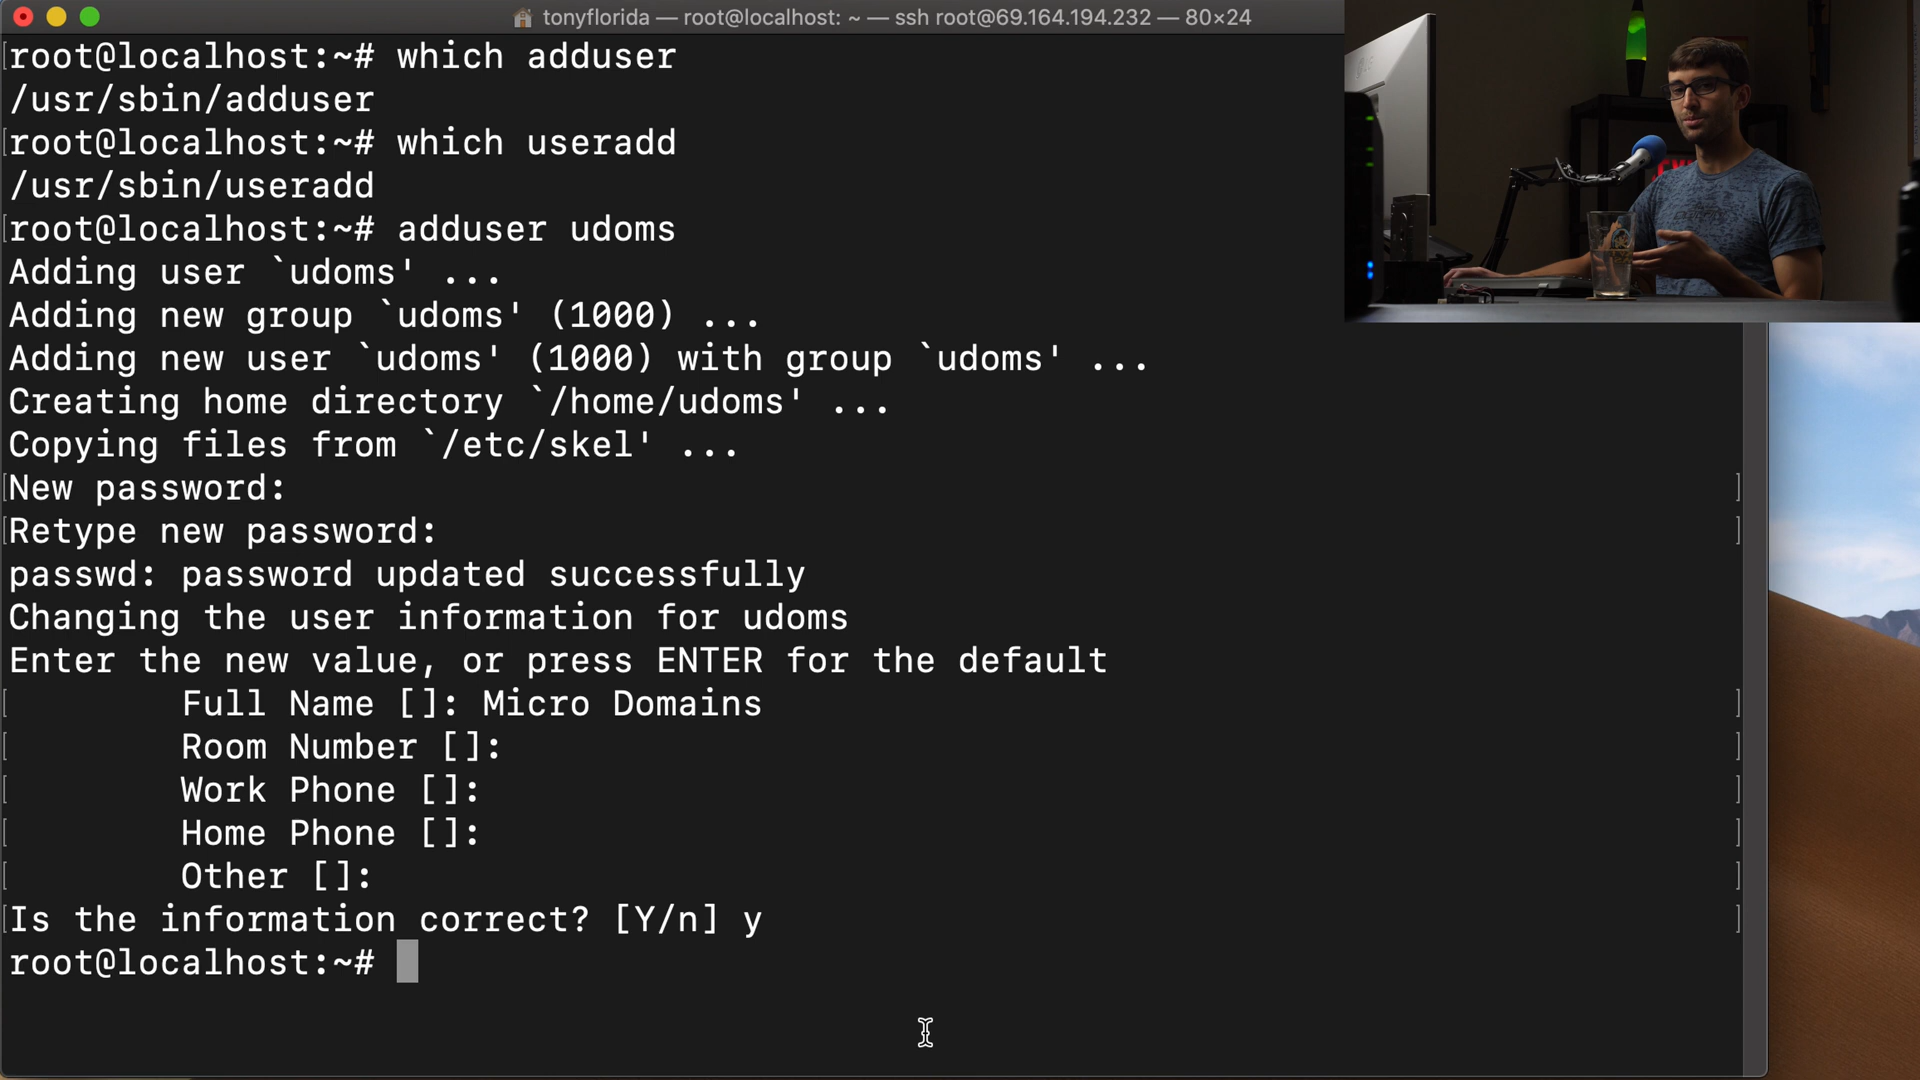 tonyflorida — root@localhost: ~ — ssh root@69.164.194.232 — 80×24
root@localhost:~# which adduser
/usr/sbin/adduser
root@localhost:~# which useradd
/usr/sbin/useradd
root@localhost:~# adduser udoms
Adding user `udoms' ...
Adding new group `udoms' (1000) ...
Adding new user `udoms' (1000) with group `udoms' ...
Creating home directory `/home/udoms' ...
Copying files from `/etc/skel' ...
New password:
Retype new password:
passwd: password updated successfully
Changing the user information for udoms
Enter the new value, or press ENTER for the default
Full Name []: Micro Domains
Room Number []:
Work Phone []:
Home Phone []:
Other []:
Is the information correct? [Y/n] y
root@localhost:~#